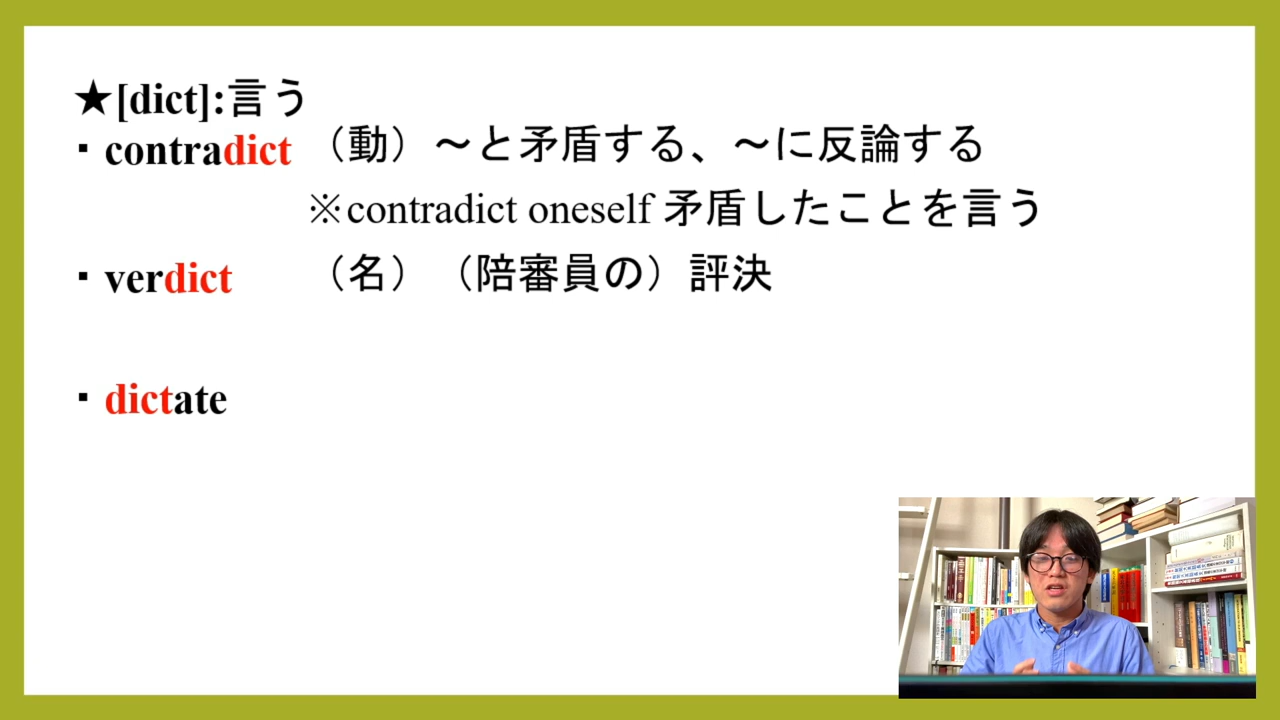 ★[dict]:言う
・contradict （動）～と矛盾する、～に反論する
※contradict oneself 矛盾したことを言う
・verdict （名）（陪審員の）評決
・dictate